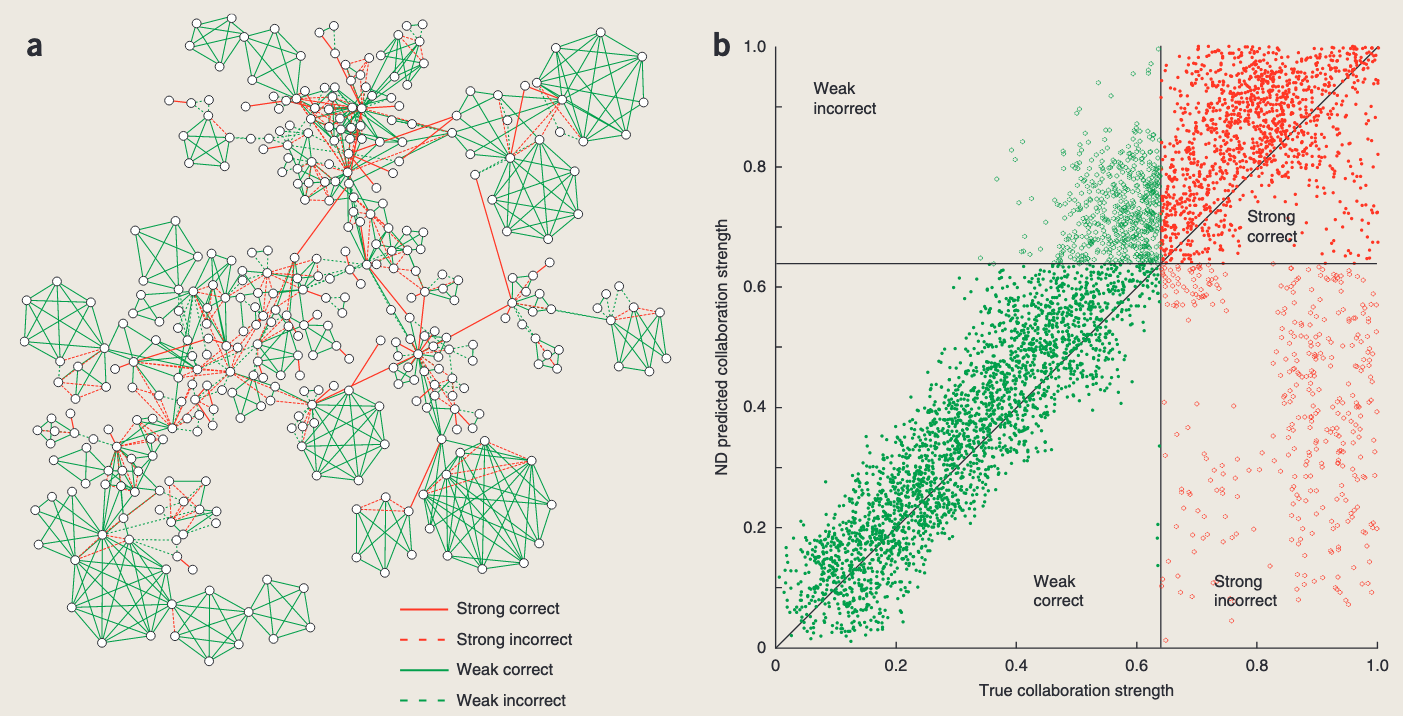 a
Strong correct
Strong incorrect
Weak correct
Weak incorrect
b
ND predicted collaboration strength
1.0
0.8
0.6
0.4
0.2
0
Weak
incorrect
Strong
correct
Weak
correct
Strong
incorrect
0
0.2
0.4
0.6
0.8
1.0
True collaboration strength